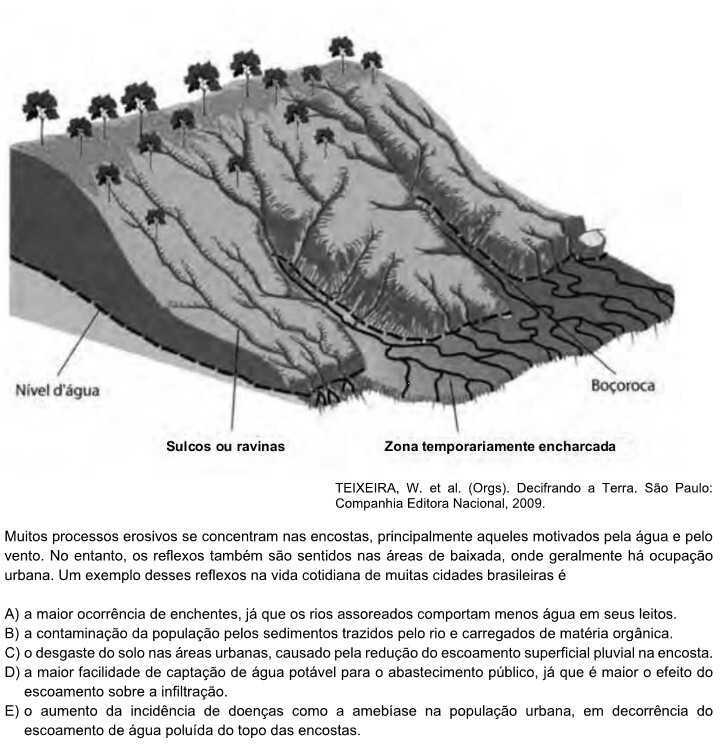 Nível d'água
Boçoroca
Sulcos ou ravinas
Zona temporariamente encharcada
TEIXEIRA, W. et al. (Orgs). Decifrando a Terra. São Paulo:
Companhia Editora Nacional, 2009.
Muitos processos erosivos se concentram nas encostas, principalmente aqueles motivados pela água e pelo
vento. No entanto, os reflexos também são sentidos nas áreas de baixada, onde geralmente há ocupação
urbana. Um exemplo desses reflexos na vida cotidiana de muitas cidades brasileiras é
A) a maior ocorrência de enchentes, já que os rios assoreados comportam menos água em seus leitos.
B) a contaminação da população pelos sedimentos trazidos pelo rio e carregados de matéria orgânica.
C) o desgaste do solo nas áreas urbanas, causado pela redução do escoamento superficial pluvial na encosta.
D) a maior facilidade de captação de água potável para o abastecimento público, já que é maior o efeito do
escoamento sobre a infiltração.
E) o aumento da incidência de doenças como a amebíase na população urbana, em decorrência do
escoamento de água poluída do topo das encostas.